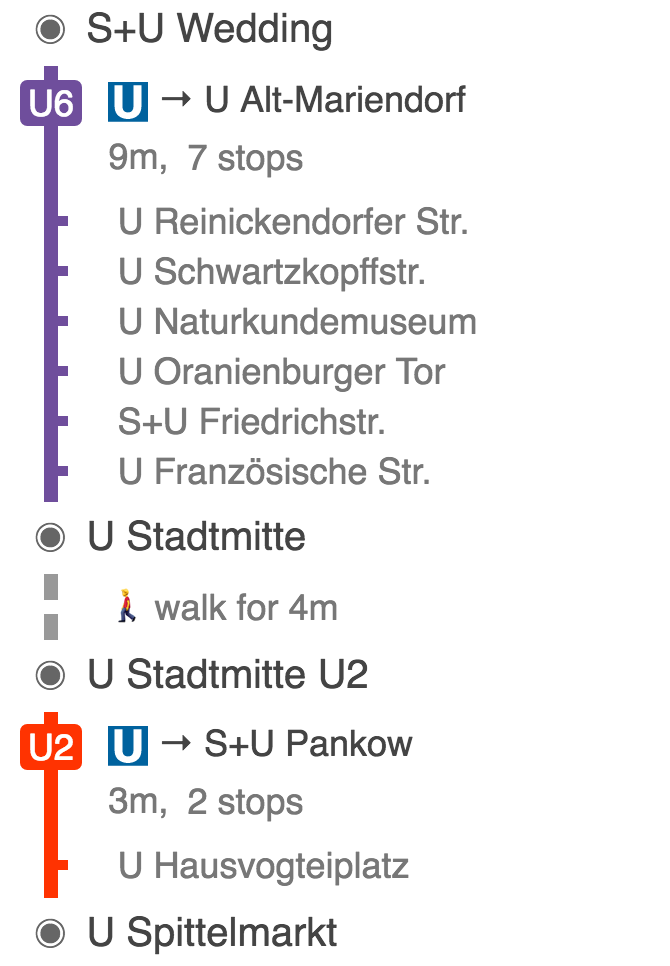 S+U Wedding
U6 U → U Alt-Mariendorf
9m, 7 stops
U Reinickendorfer Str.
U Schwartzkopffstr.
U Naturkundemuseum
U Oranienburger Tor
S+U Friedrichstr.
U Französische Str.
U Stadtmitte
walk for 4m
U Stadtmitte U2
U2 U → S+U Pankow
3m, 2 stops
U Hausvogteiplatz
U Spittelmarkt